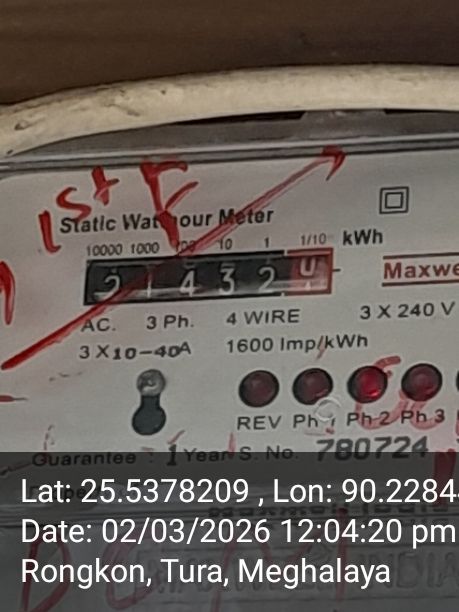 1st F
Static Watthour Meter
10000 1000 100 10 1 1/10 kWh
2 1 4 3 2
Maxwe
AC. 3 Ph. 4 WIRE 3 X 240 V
3 X 10-40A 1600 Imp/kWh
REV Ph 1 Ph 2 Ph 3
Guarantee : 1 Year S. No. 780724
Lat: 25.5378209 , Lon: 90.2284
Date: 02/03/2026 12:04:20 pm
Rongkon, Tura, Meghalaya